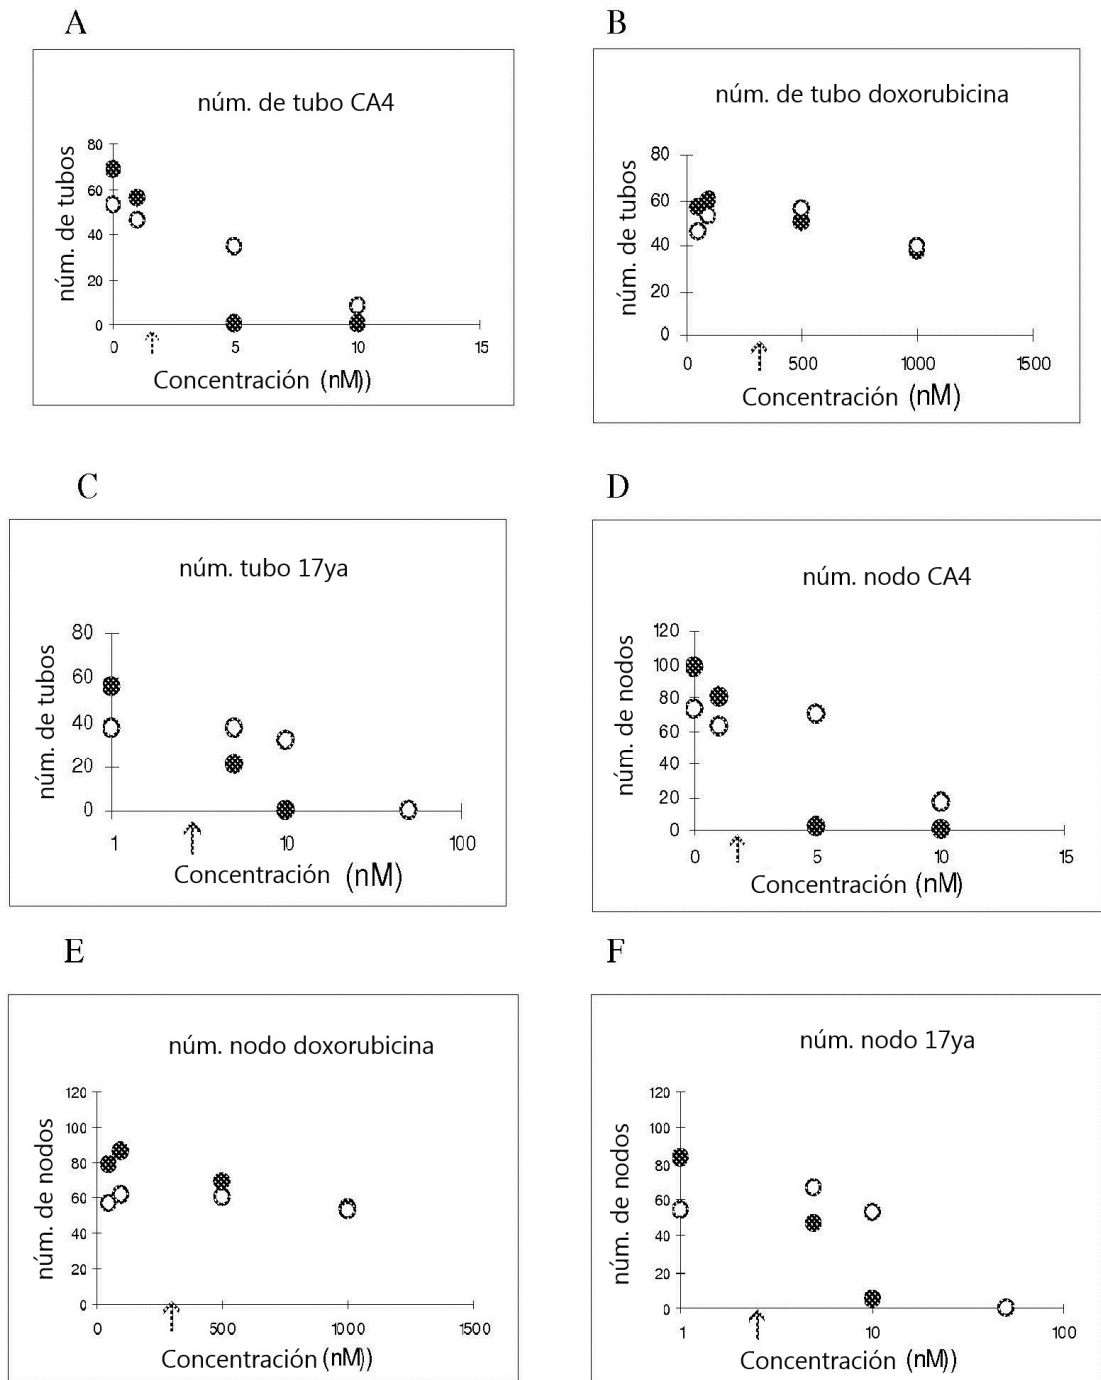 A
núm. de tubo CA4
núm. de tubos
80
60
40
20
0
0 5 10 15
Concentración (nM))
B
núm. de tubo doxorubicina
núm. de tubos
80
60
40
20
0
0 500 1000 1500
Concentración (nM)
C
núm. tubo 17ya
núm. de tubos
80
60
40
20
0
1 10 100
Concentración (nM)
D
núm. nodo CA4
núm. de nodos
120
100
80
60
40
20
0
0 5 10 15
Concentración (nM)
E
núm. nodo doxorubicina
núm. de nodos
120
100
80
60
40
20
0
0 500 1000 1500
Concentración (nM))
F
núm. nodo 17ya
núm. de nodos
120
100
80
60
40
20
0
1 10 100
Concentración (nM))